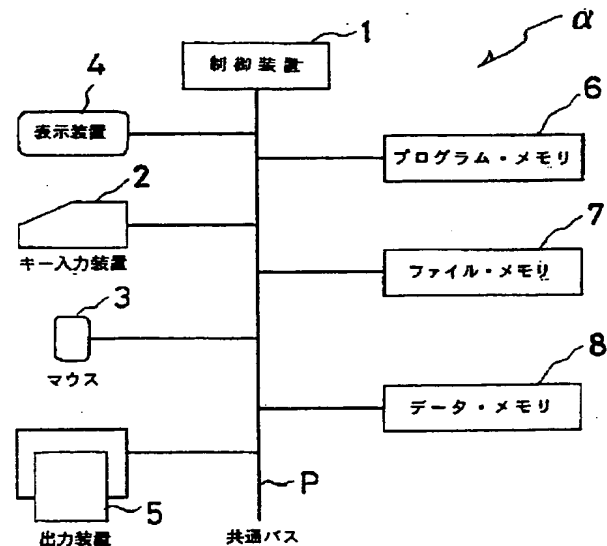 1
α
制御装置
4
6
表示装置
プログラム・メモリ
2
7
キー入力装置
ファイル・メモリ
3
マウス
8
データ・メモリ
5
P
出力装置
共通バス